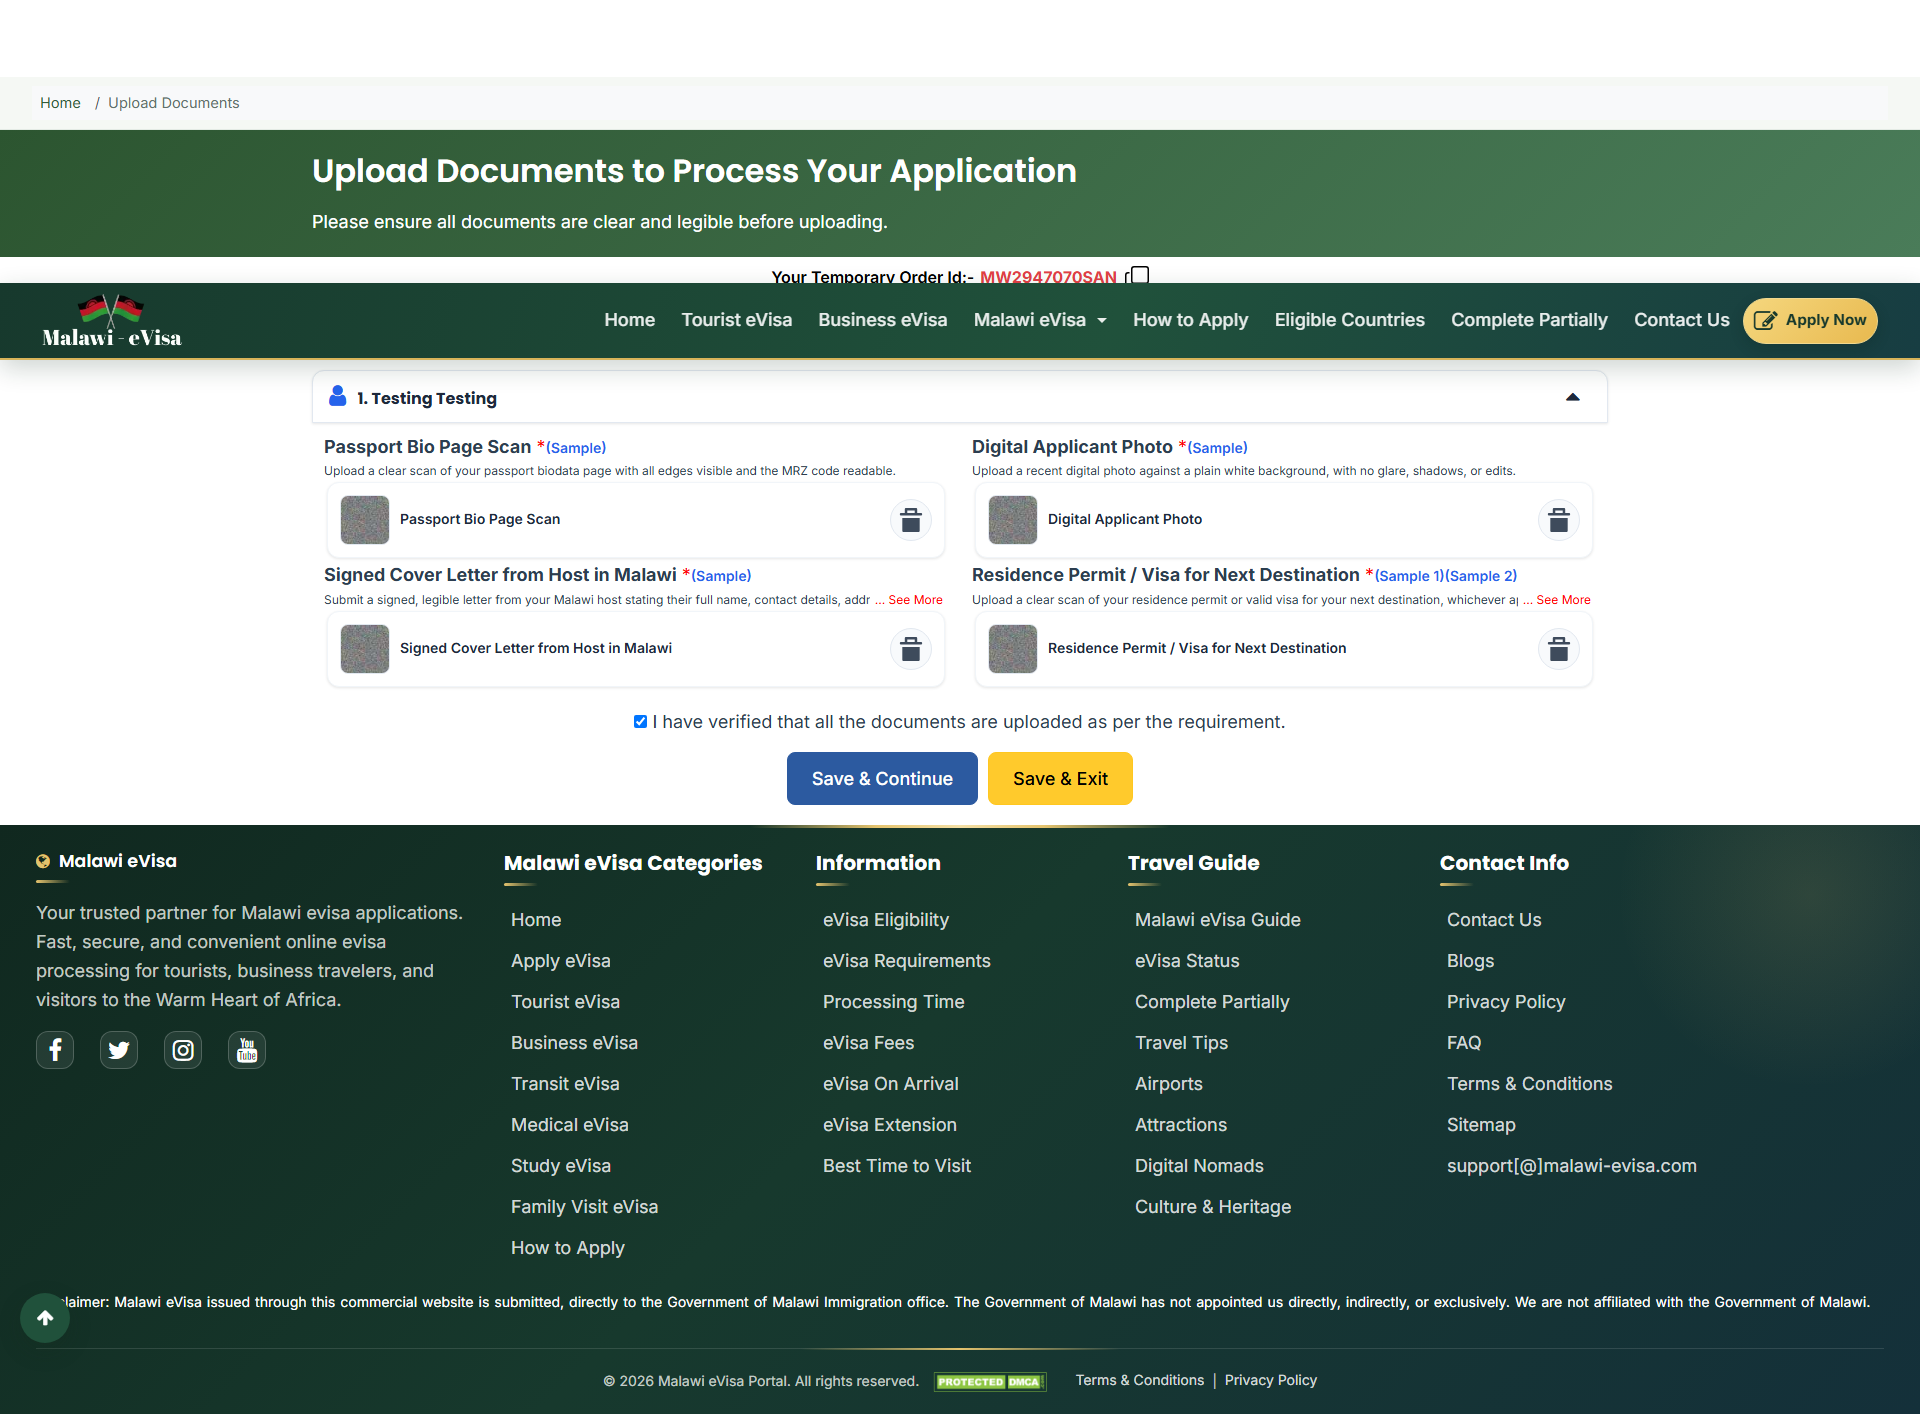 Home / Upload Documents
Upload Documents to Process Your Application
Please ensure all documents are clear and legible before uploading.
Your Temporary Order Id:- MW2947070SAN
Malawi - eVisa
Home Tourist eVisa Business eVisa Malawi eVisa How to Apply Eligible Countries Complete Partially Contact Us Apply Now
1. Testing Testing
Passport Bio Page Scan *(Sample)
Upload a clear scan of your passport biodata page with all edges visible and the MRZ code readable.
Passport Bio Page Scan
Digital Applicant Photo *(Sample)
Upload a recent digital photo against a plain white background, with no glare, shadows, or edits.
Digital Applicant Photo
Signed Cover Letter from Host in Malawi *(Sample)
Submit a signed, legible letter from your Malawi host stating their full name, contact details, addr ... See More
Signed Cover Letter from Host in Malawi
Residence Permit / Visa for Next Destination *(Sample 1)(Sample 2)
Upload a clear scan of your residence permit or valid visa for your next destination, whichever ap ... See More
Residence Permit / Visa for Next Destination
I have verified that all the documents are uploaded as per the requirement.
Save & Continue Save & Exit
Malawi eVisa
Your trusted partner for Malawi evisa applications.
Fast, secure, and convenient online evisa
processing for tourists, business travelers, and
visitors to the Warm Heart of Africa.
You
Tube
Malawi eVisa Categories
Home
Apply eVisa
Tourist eVisa
Business eVisa
Transit eVisa
Medical eVisa
Study eVisa
Family Visit eVisa
How to Apply
Information
eVisa Eligibility
eVisa Requirements
Processing Time
eVisa Fees
eVisa On Arrival
eVisa Extension
Best Time to Visit
Travel Guide
Malawi eVisa Guide
eVisa Status
Complete Partially
Travel Tips
Airports
Attractions
Digital Nomads
Culture & Heritage
Contact Info
Contact Us
Blogs
Privacy Policy
FAQ
Terms & Conditions
Sitemap
support[@]malawi-evisa.com
laimer: Malawi eVisa issued through this commercial website is submitted, directly to the Government of Malawi Immigration office. The Government of Malawi has not appointed us directly, indirectly, or exclusively. We are not affiliated with the Government of Malawi.
© 2026 Malawi eVisa Portal. All rights reserved. PROTECTED DMCA Terms & Conditions | Privacy Policy